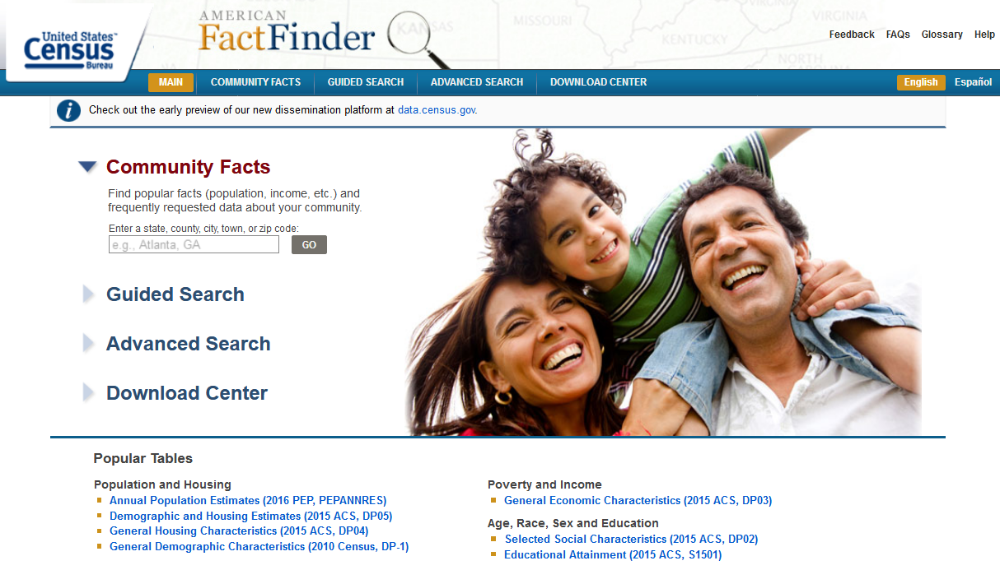 United States™
Census
Bureau
AMERICAN
FactFinder
KANSAS
MISSOURI
KENTUCKY
VIRGINIA
VIRGINIA
NORTH
CAROLINA
Feedback FAQs Glossary Help
MAIN COMMUNITY FACTS GUIDED SEARCH ADVANCED SEARCH DOWNLOAD CENTER English Español
i Check out the early preview of our new dissemination platform at data.census.gov.
Community Facts
Find popular facts (population, income, etc.) and
frequently requested data about your community.
Enter a state, county, city, town, or zip code:
e.g., Atlanta, GA GO
Guided Search
Advanced Search
Download Center
Popular Tables
Population and Housing
Annual Population Estimates (2016 PEP, PEPANNRES)
Demographic and Housing Estimates (2015 ACS, DP05)
General Housing Characteristics (2015 ACS, DP04)
General Demographic Characteristics (2010 Census, DP-1)
Poverty and Income
General Economic Characteristics (2015 ACS, DP03)
Age, Race, Sex and Education
Selected Social Characteristics (2015 ACS, DP02)
Educational Attainment (2015 ACS, S1501)